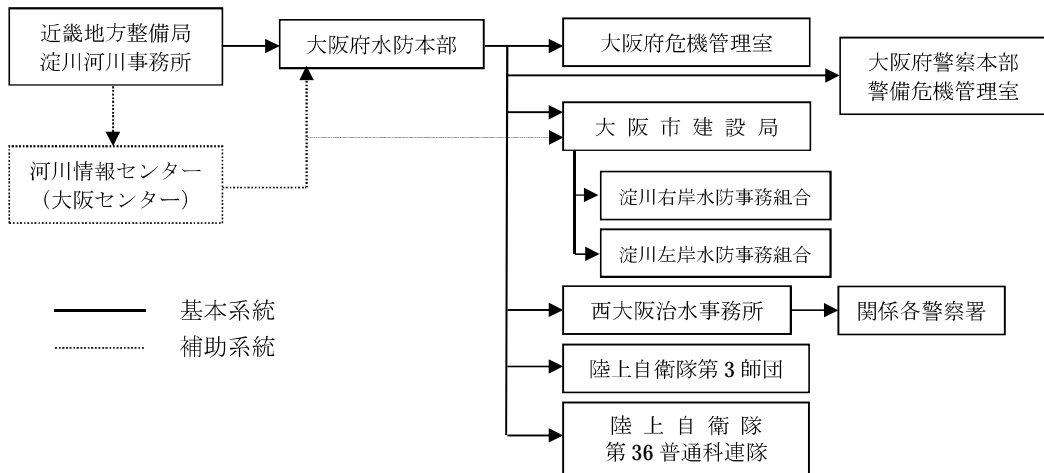 近畿地方整備局
淀川河川事務所
大阪府水防本部
大阪府危機管理室
大阪府警察本部
警備危機管理室
大阪市建設局
河川情報センター
（大阪センター）
淀川右岸水防事務組合
淀川左岸水防事務組合
基本系統
補助系統
西大阪治水事務所
関係各警察署
陸上自衛隊第3師団
陸上自衛隊
第36普通科連隊